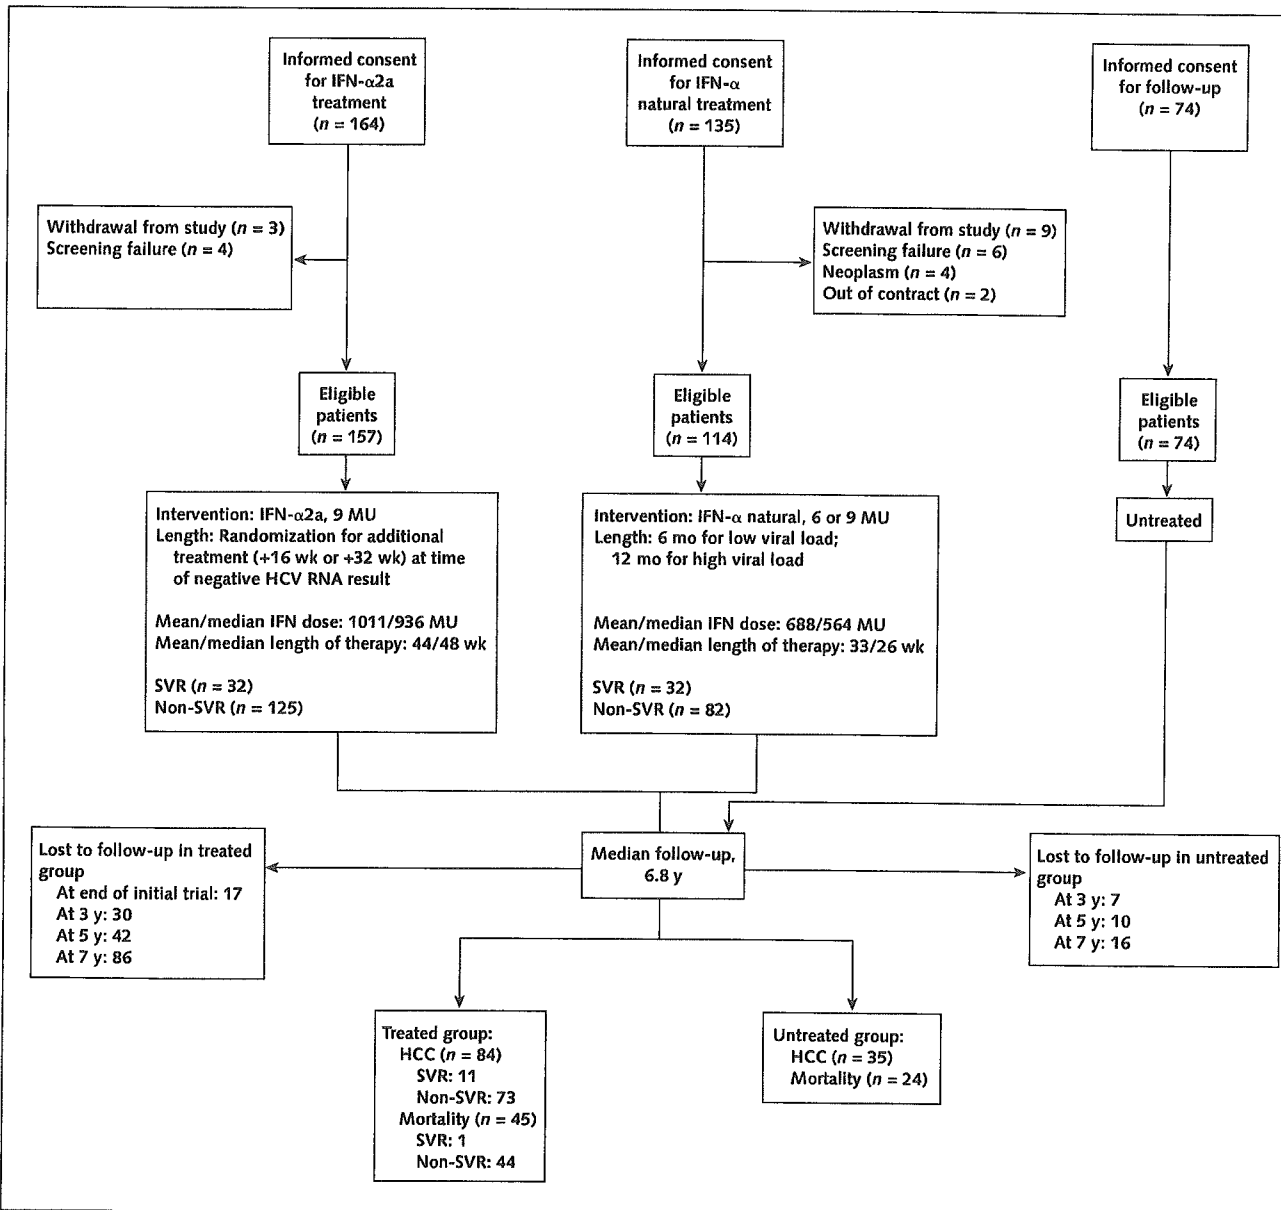 Informed consent
for IFN-α2a
treatment
(n = 164)
Informed consent
for IFN-α
natural treatment
(n = 135)
Informed consent
for follow-up
(n = 74)
Withdrawal from study (n = 3)
Screening failure (n = 4)
Withdrawal from study (n = 9)
Screening failure (n = 6)
Neoplasm (n = 4)
Out of contract (n = 2)
Eligible
patients
(n = 157)
Eligible
patients
(n = 114)
Eligible
patients
(n = 74)
Intervention: IFN-α2a, 9 MU
Length: Randomization for additional
treatment (+16 wk or +32 wk) at time
of negative HCV RNA result
Mean/median IFN dose: 1011/936 MU
Mean/median length of therapy: 44/48 wk
SVR (n = 32)
Non-SVR (n = 125)
Intervention: IFN-α natural, 6 or 9 MU
Length: 6 mo for low viral load;
12 mo for high viral load
Mean/median IFN dose: 688/564 MU
Mean/median length of therapy: 33/26 wk
SVR (n = 32)
Non-SVR (n = 82)
Untreated
Lost to follow-up in treated
group
At end of initial trial: 17
At 3 y: 30
At 5 y: 42
At 7 y: 86
Median follow-up,
6.8 y
Lost to follow-up in untreated
group
At 3 y: 7
At 5 y: 10
At 7 y: 16
Treated group:
HCC (n = 84)
SVR: 11
Non-SVR: 73
Mortality (n = 45)
SVR: 1
Non-SVR: 44
Untreated group:
HCC (n = 35)
Mortality (n = 24)